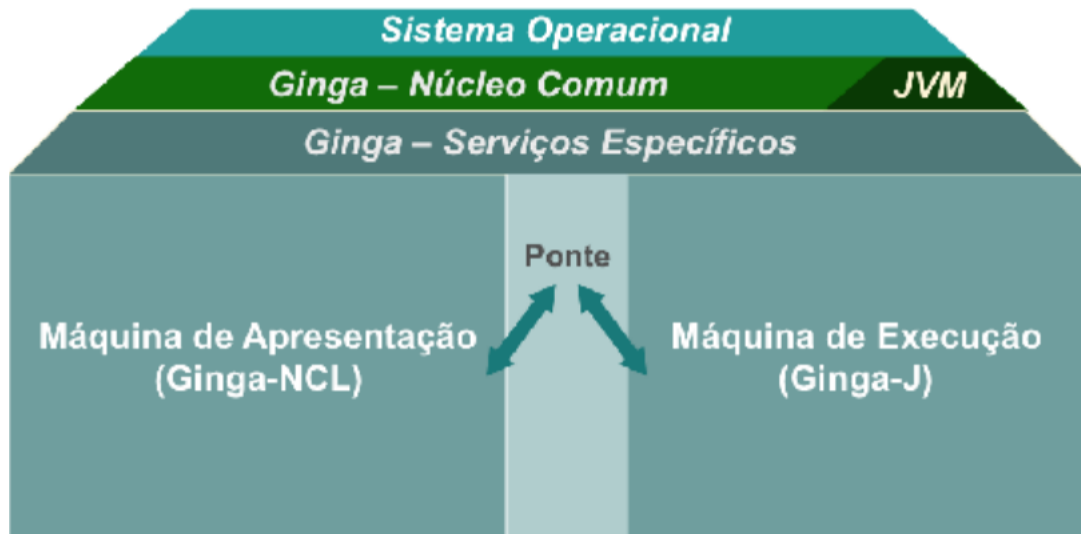 Sistema Operacional
Ginga – Núcleo Comum
JVM
Ginga – Serviços Específicos
Ponte
Máquina de Apresentação
(Ginga-NCL)
Máquina de Execução
(Ginga-J)